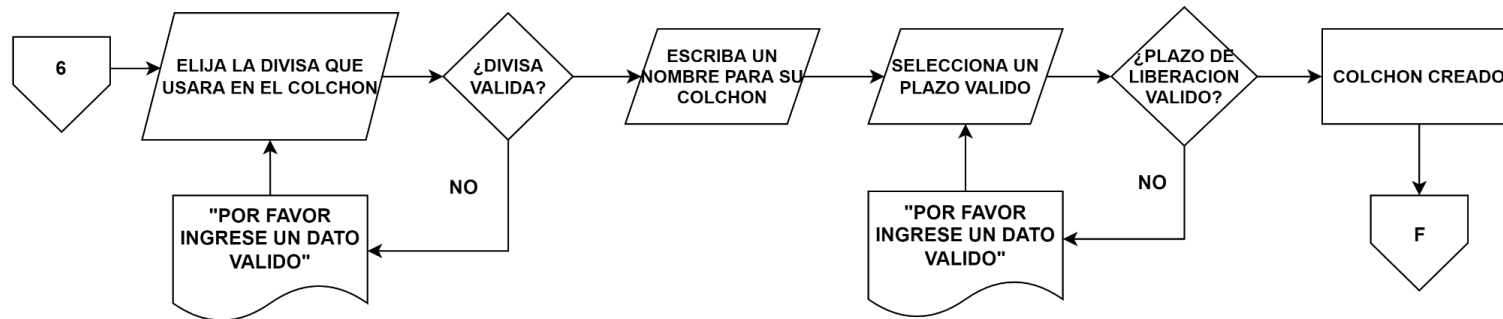 6
ELIJA LA DIVISA QUE
USARA EN EL COLCHON
¿DIVISA
VALIDA?
ESCRIBA UN
NOMBRE PARA SU
COLCHON
SELECCIONA UN
PLAZO VALIDO
¿PLAZO DE
LIBERACION
VALIDO?
COLCHON CREADO
NO
"POR FAVOR
INGRESE UN DATO
VALIDO"
NO
"POR FAVOR
INGRESE UN DATO
VALIDO"
F